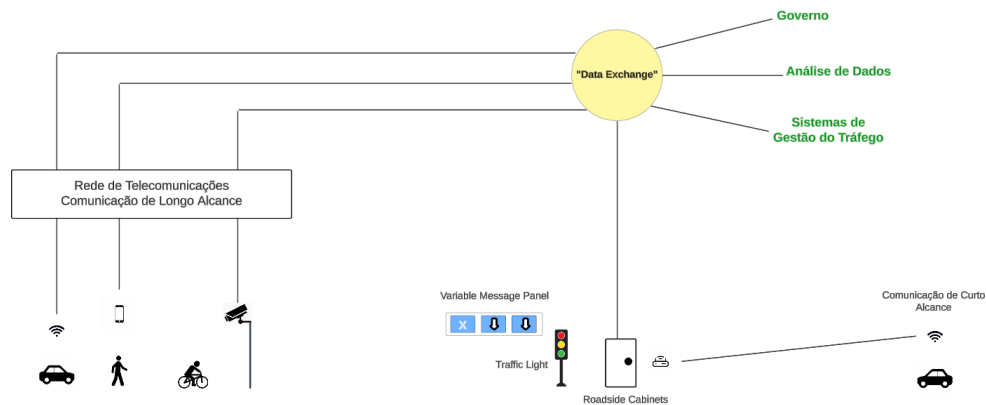 Governo
"Data Exchange"
Análise de Dados
Sistemas de
Gestão do Tráfego
Rede de Telecomunicações
Comunicação de Longo Alcance
Variable Message Panel
X
Comunicação de Curto
Alcance
Traffic Light
Roadside Cabinets